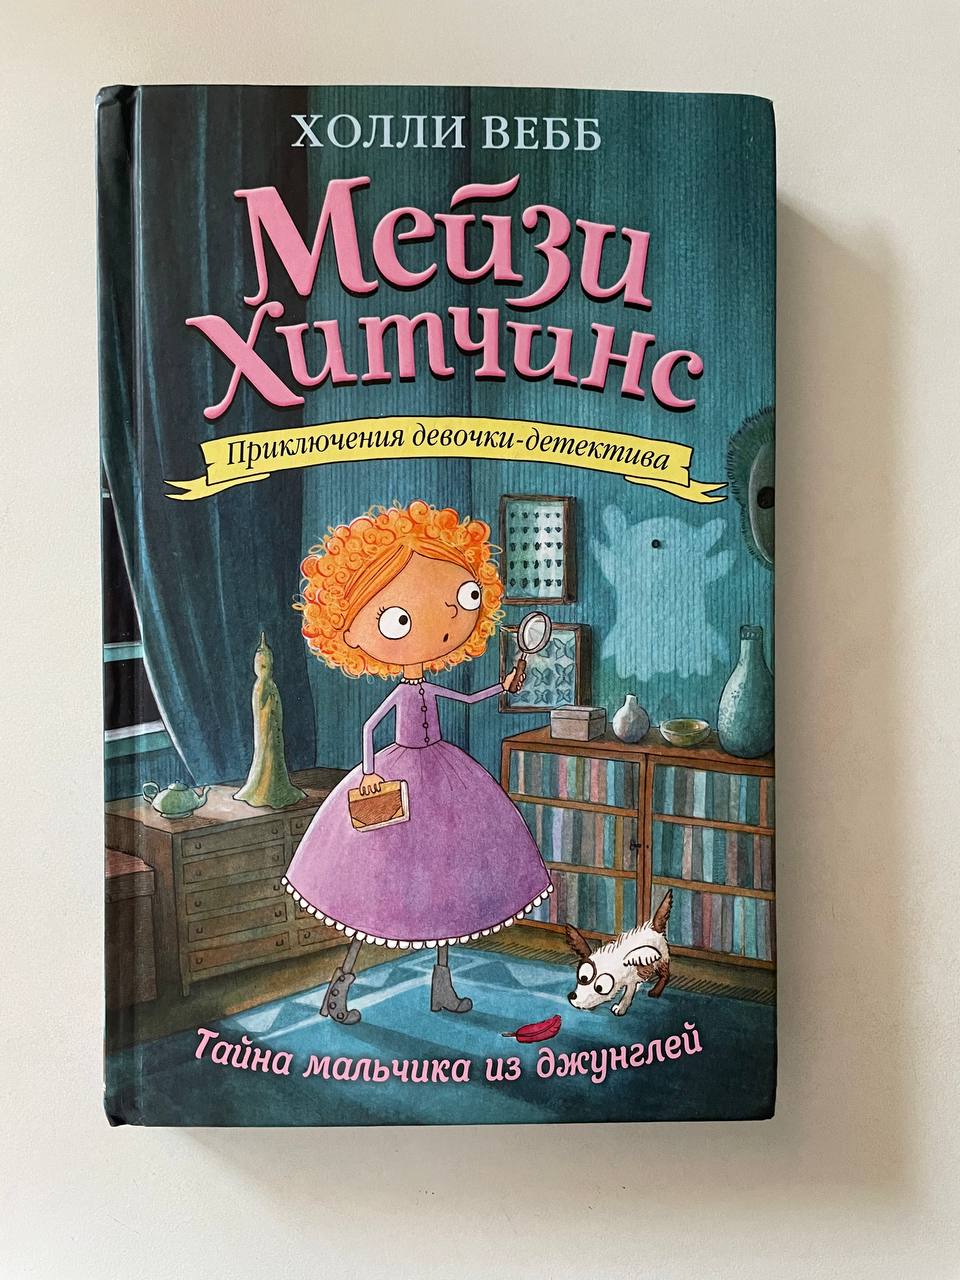 ХОЛЛИ ВЕББ
Мейзи
Хитчинс
Приключения девочки-детектива
Тайна мальчика из джунглей